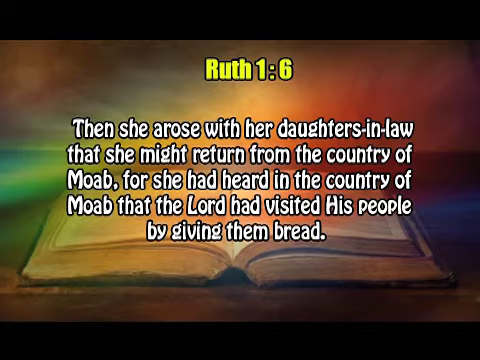 Ruth 1 : 6
Then she arose with her daughters-in-law
that she might return from the country of
Moab, for she had heard in the country of
Moab that the Lord had visited His people
by giving them bread.